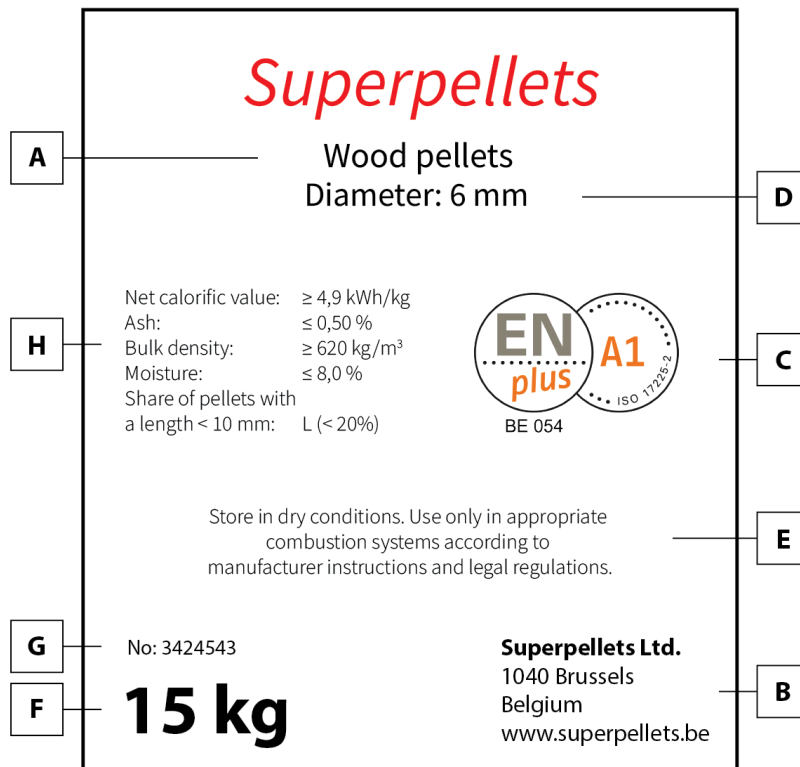 Superpellets
A
Wood pellets
Diameter: 6 mm
D
Net calorific value: ≥ 4,9 kWh/kg
Ash: ≤ 0,50 %
Bulk density: ≥ 620 kg/m³
Moisture: ≤ 8,0 %
Share of pellets with
a length < 10 mm: L (< 20%)
H
EN
plus
A1
ISO 17225-2
BE 054
C
Store in dry conditions. Use only in appropriate
combustion systems according to
manufacturer instructions and legal regulations.
E
G
No: 3424543
F
15 kg
Superpellets Ltd.
1040 Brussels
Belgium
www.superpellets.be
B